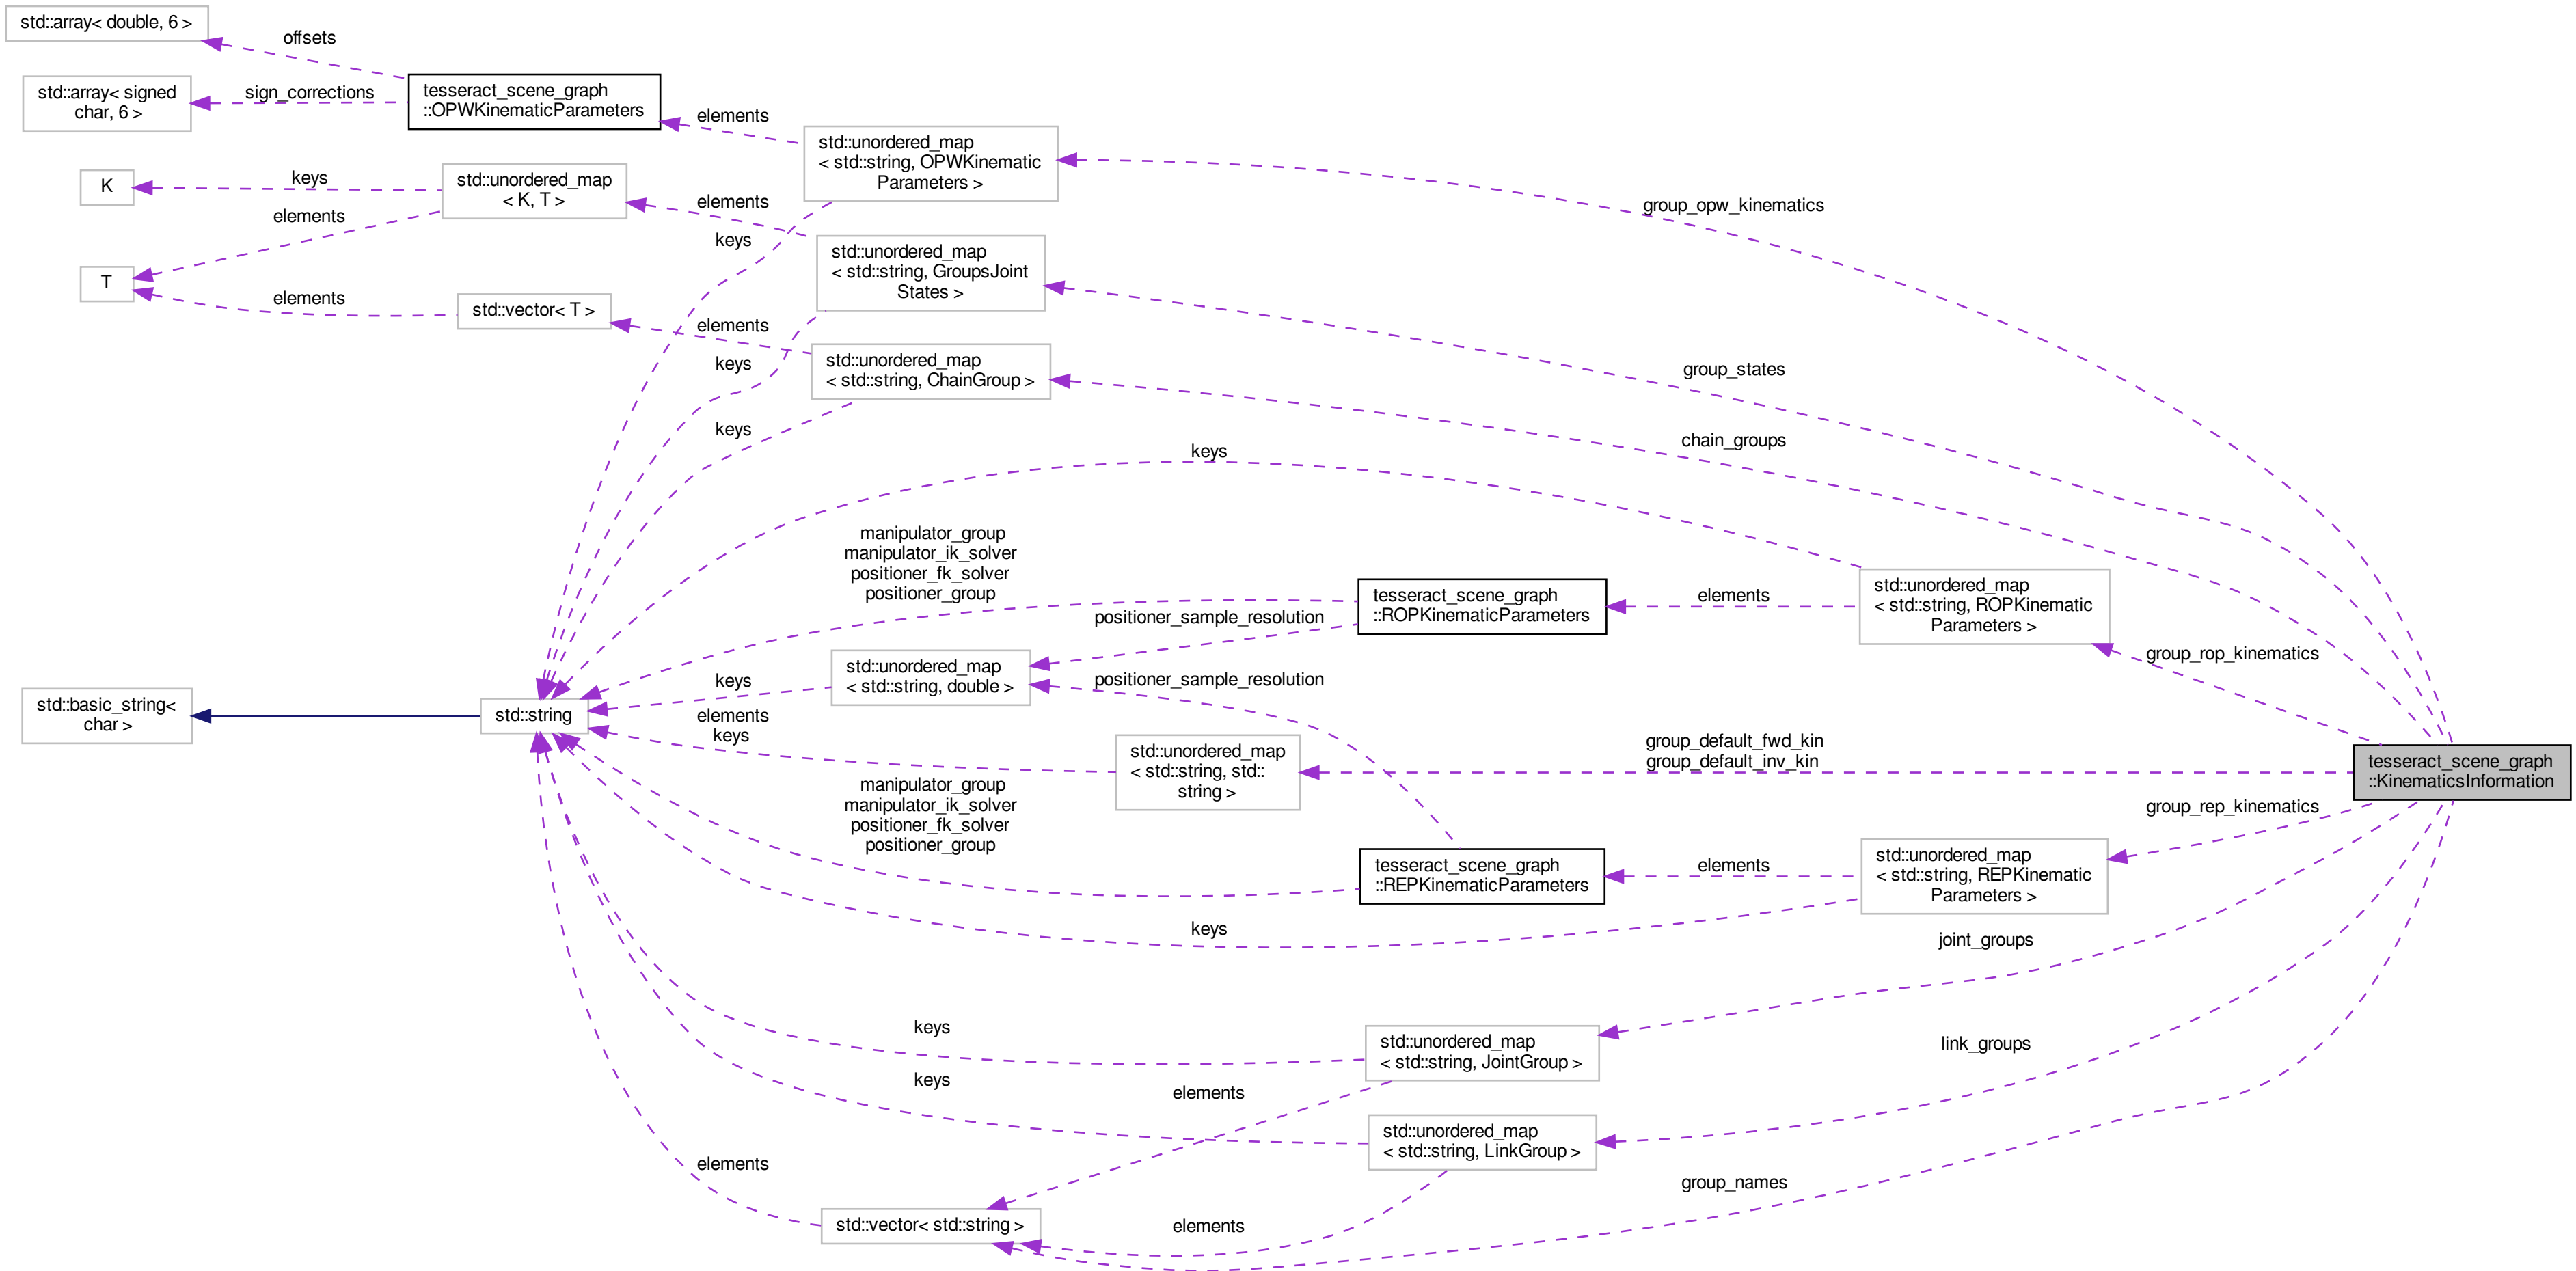 std::array< double, 6 >
offsets
std::array< signed
char, 6 >
sign_corrections
tesseract_scene_graph
::OPWKinematicParameters
elements
std::unordered_map
< std::string, OPWKinematic
Parameters >
group_opw_kinematics
K
keys
std::unordered_map
< K, T >
elements
elements
keys
std::unordered_map
< std::string, GroupsJoint
States >
group_states
T
elements
std::vector< T >
elements
keys
std::unordered_map
< std::string, ChainGroup >
chain_groups
keys
keys
manipulator_group
manipulator_ik_solver
positioner_fk_solver
positioner_group
tesseract_scene_graph
::ROPKinematicParameters
elements
std::unordered_map
< std::string, ROPKinematic
Parameters >
group_rop_kinematics
positioner_sample_resolution
std::unordered_map
< std::string, double >
keys
positioner_sample_resolution
std::basic_string<
char >
std::string
elements
keys
std::unordered_map
< std::string, std::
string >
group_default_fwd_kin
group_default_inv_kin
tesseract_scene_graph
::KinematicsInformation
manipulator_group
manipulator_ik_solver
positioner_fk_solver
positioner_group
tesseract_scene_graph
::REPKinematicParameters
elements
std::unordered_map
< std::string, REPKinematic
Parameters >
group_rep_kinematics
keys
joint_groups
keys
std::unordered_map
< std::string, JointGroup >
link_groups
keys
elements
std::unordered_map
< std::string, LinkGroup >
elements
group_names
std::vector< std::string >
elements